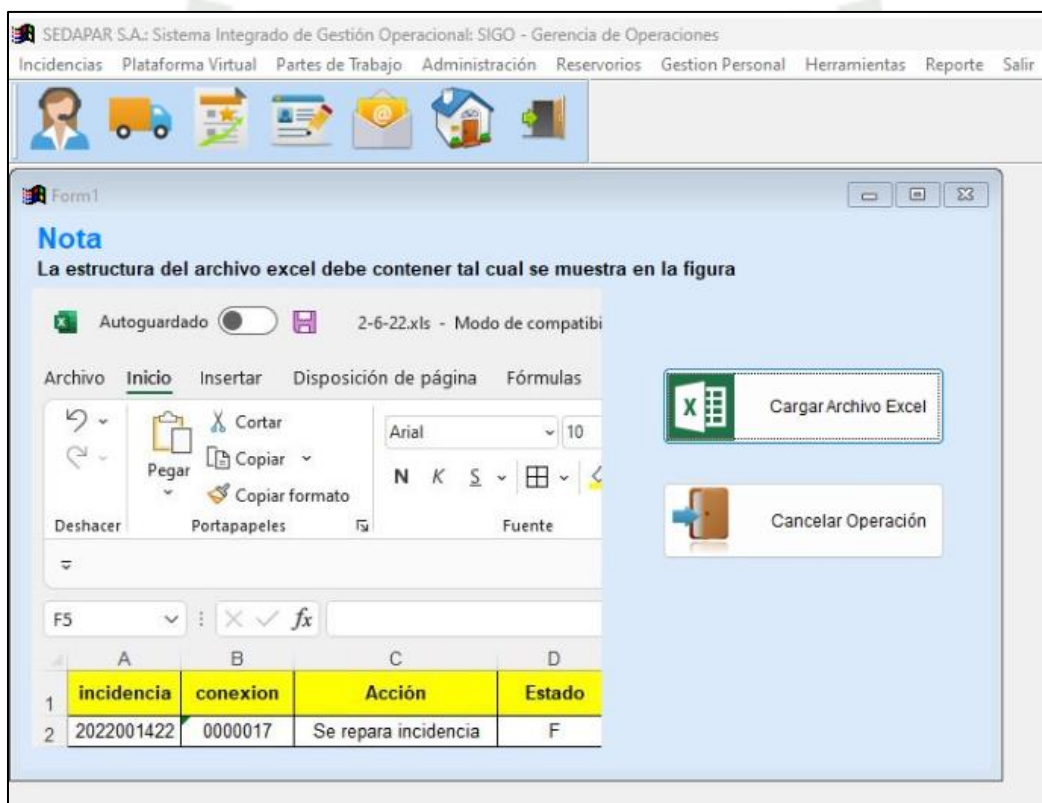 SEDAPAR S.A.: Sistema Integrado de Gestión Operacional: SIGO - Gerencia de Operaciones
Incidencias Plataforma Virtual Partes de Trabajo Administración Reservorios Gestion Personal Herramientas Reporte Salir
Form1
Nota
La estructura del archivo excel debe contener tal cual se muestra en la figura
Autoguardado 2-6-22.xls - Modo de compatibi
Archivo Inicio Insertar Disposición de página Fórmulas
Cortar
Copiar
Copiar formato
Pegar
Arial 10
N K S
Deshacer Portapapeles Fuente
F5 fx
A B C D
1 incidencia conexion Acción Estado
2 2022001422 0000017 Se repara incidencia F
Cargar Archivo Excel
Cancelar Operación